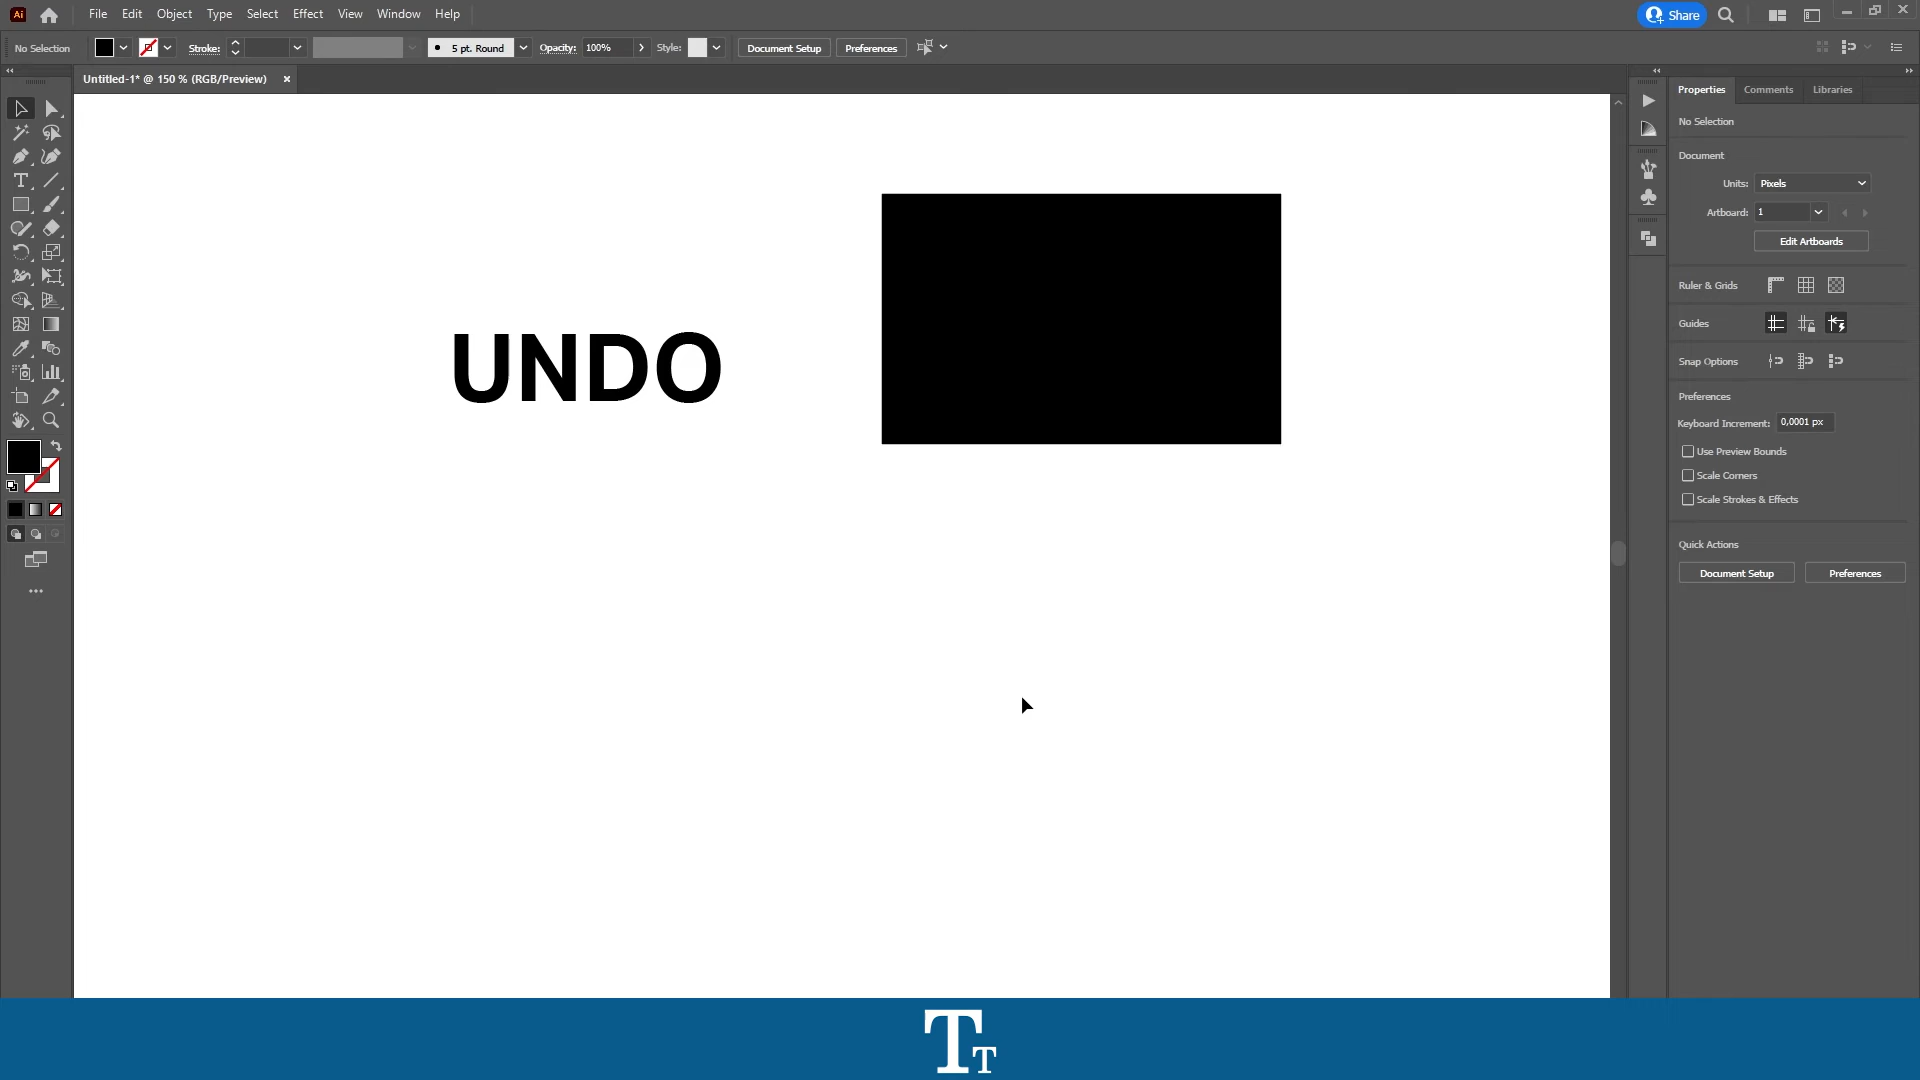 Ai
File Edit Object Type Select Effect View Window Help
Share
No Selection
Stroke:
5 pt. Round
Opacity: 100%
Style:
Document Setup
Preferences
Untitled-1* @ 150 % (RGB/Preview)
Properties Comments Libraries
No Selection
Document
Units: Pixels
Artboard: 1
Edit Artboards
Ruler & Grids
Guides
Snap Options
Preferences
Keyboard Increment: 0,0001 px
Use Preview Bounds
Scale Corners
Scale Strokes & Effects
Quick Actions
Document Setup Preferences
UNDO
TT